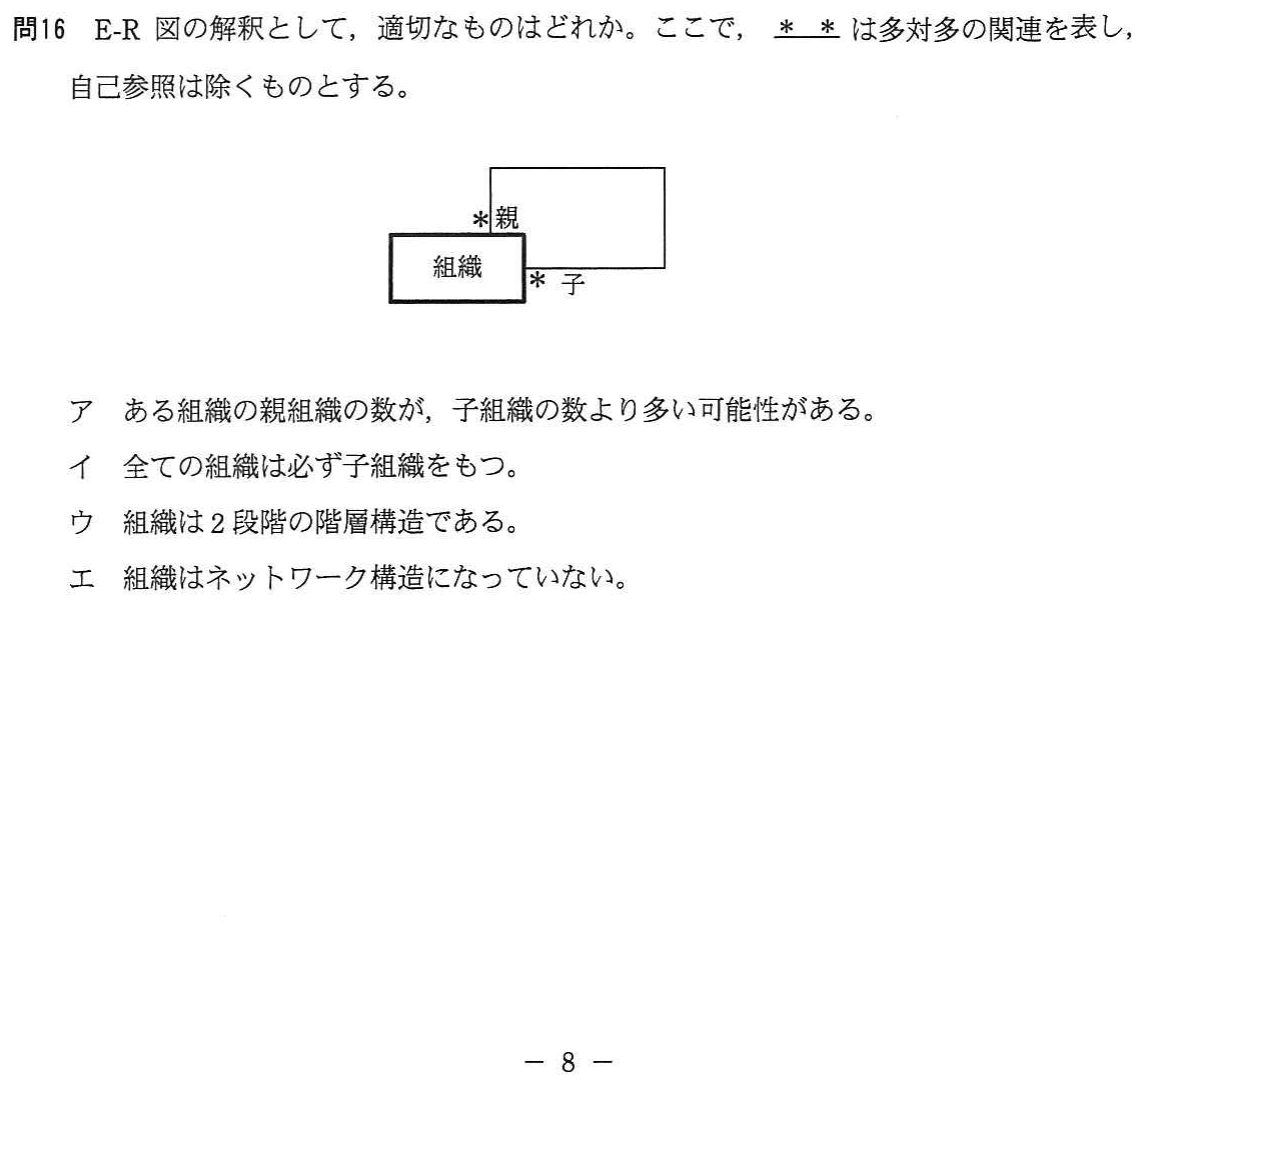 問16 E-R 図の解釈として，適切なものはどれか。ここで， ＊ ＊ は多対多の関連を表し，
自己参照は除くものとする。
＊親
組織
＊ 子
ア ある組織の親組織の数が，子組織の数より多い可能性がある。
イ 全ての組織は必ず子組織をもつ。
ウ 組織は2段階の階層構造である。
エ 組織はネットワーク構造になっていない。
— 8 —